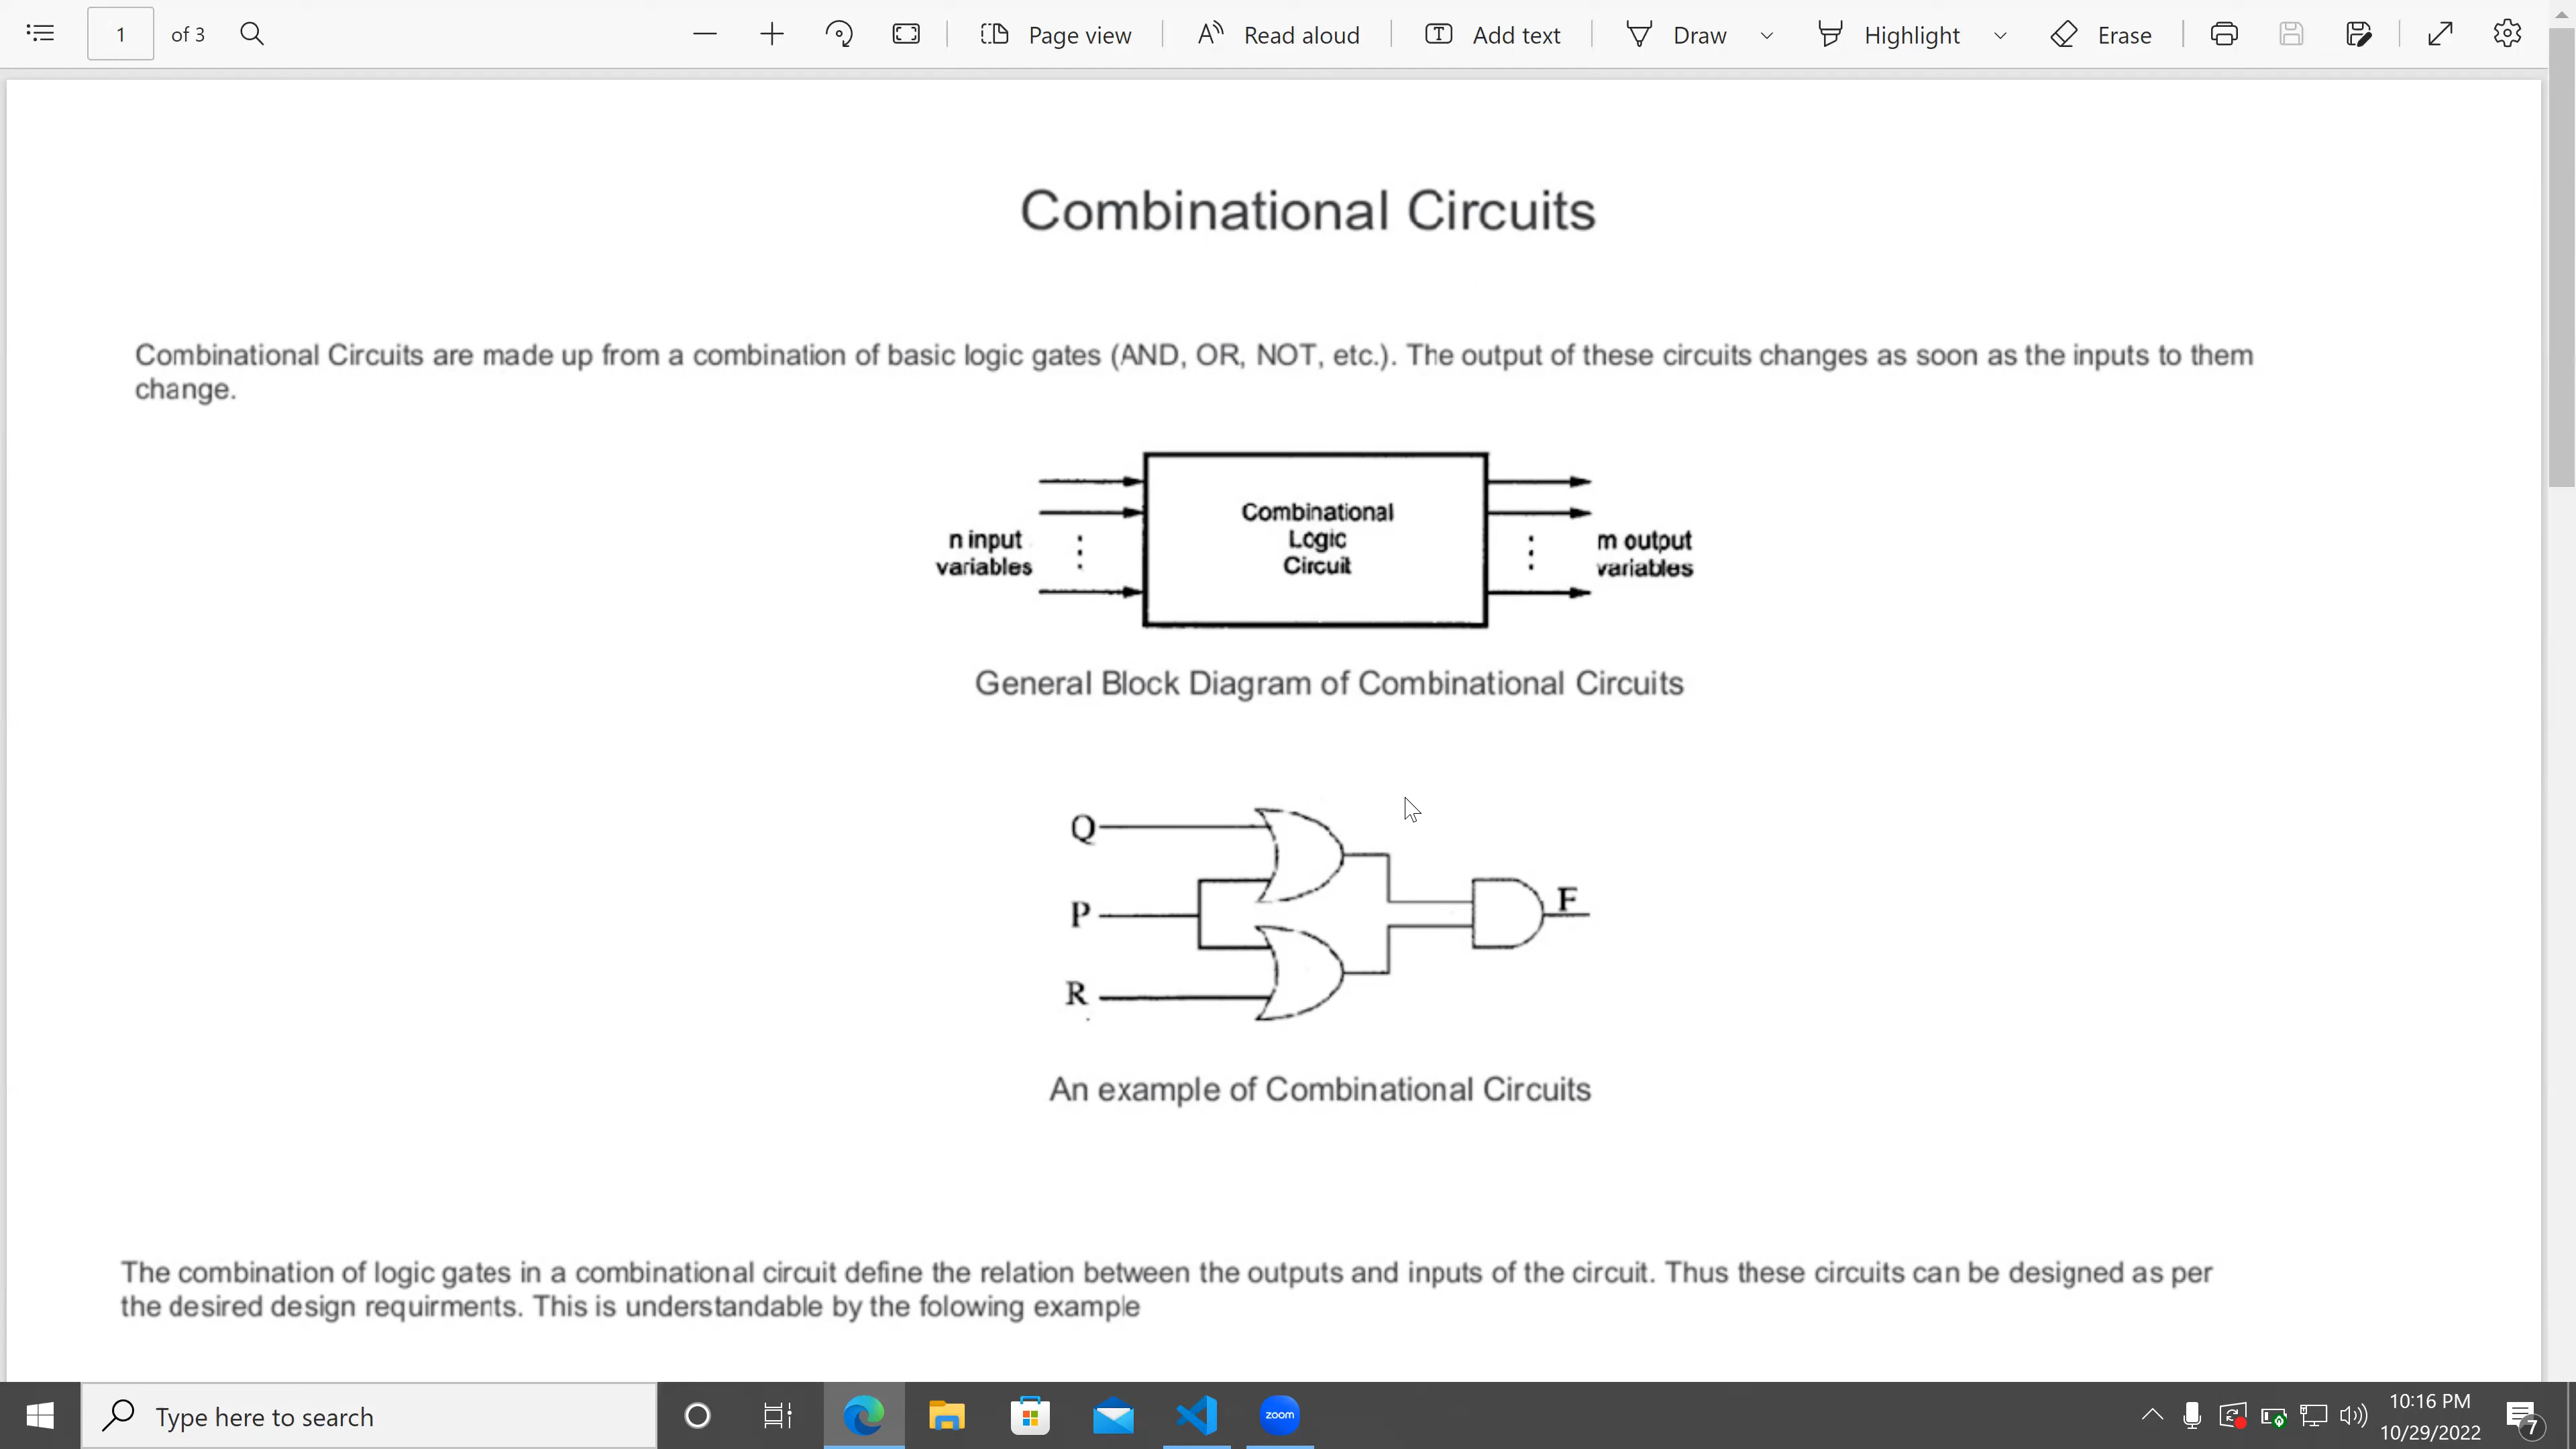 1 of 3 Page view Read aloud Add text Draw Highlight Erase
Combinational Circuits
Combinational Circuits are made up from a combination of basic logic gates (AND, OR, NOT, etc.). The output of these circuits changes as soon as the inputs to them
change.
n input
variables
Combinational
Logic
Circuit
m output
variables
General Block Diagram of Combinational Circuits
Q
P
R
F
An example of Combinational Circuits
The combination of logic gates in a combinational circuit define the relation between the outputs and inputs of the circuit. Thus these circuits can be designed as per
the desired design requirments. This is understandable by the folowing example
Type here to search
zoom
10:16 PM
10/29/2022
7